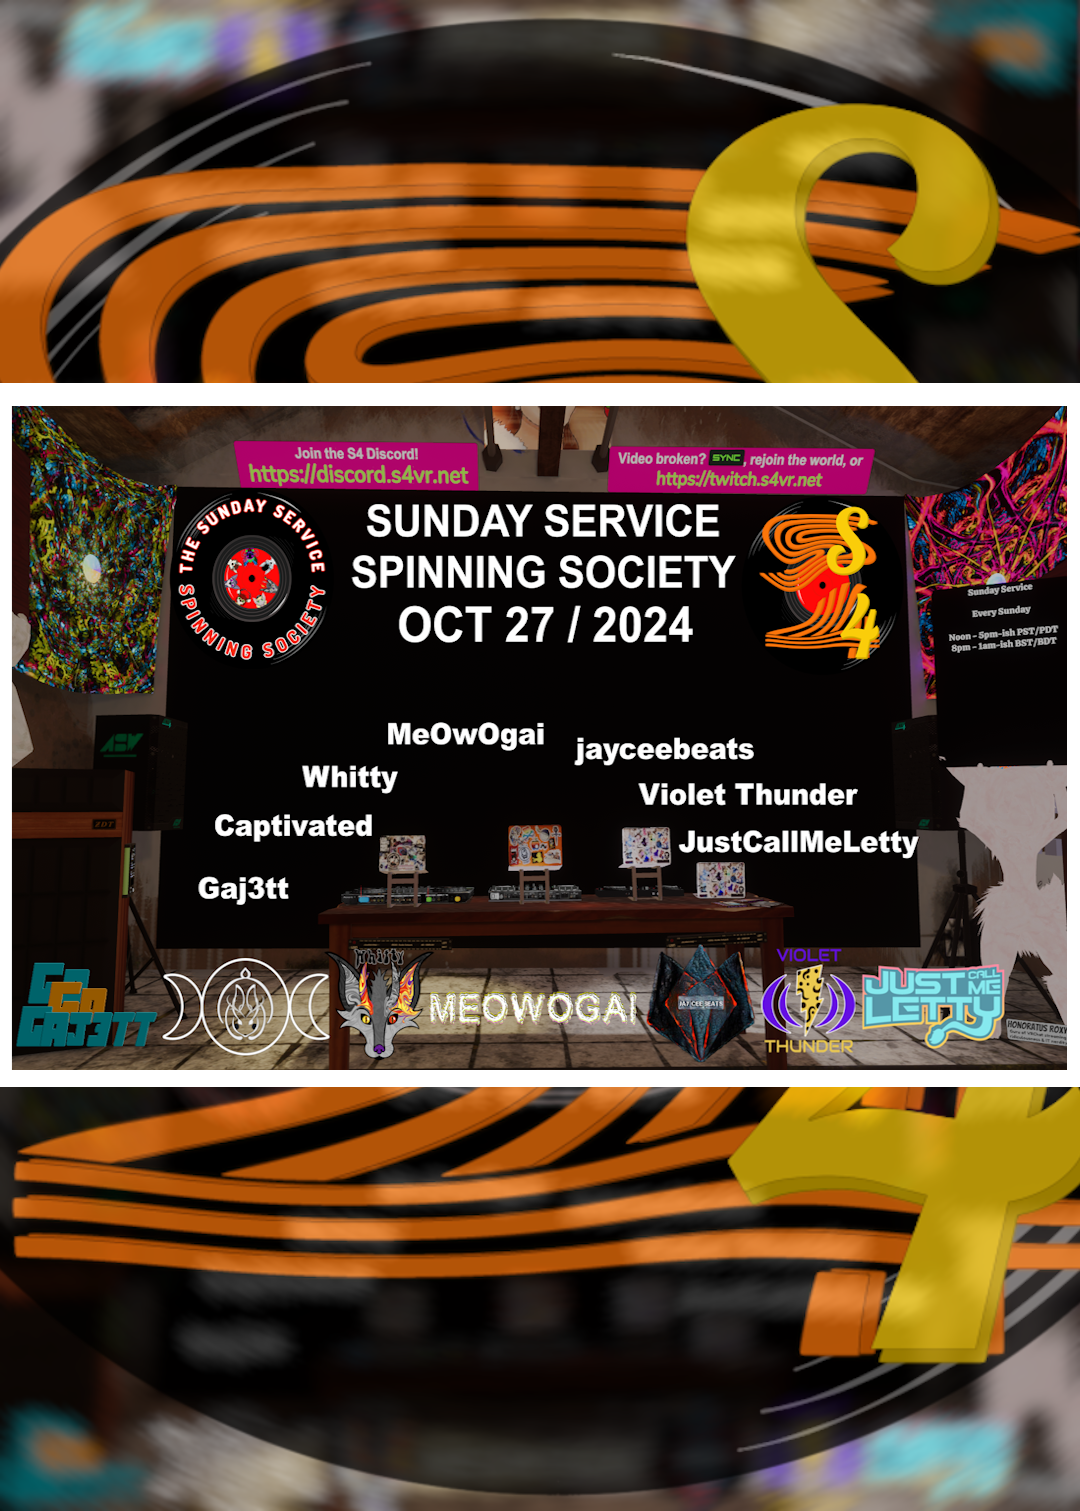 Join the S4 Discord!
https://discord.s4vr.net
Video broken? SYNC, rejoin the world, or
https://twitch.s4vr.net
THE SUNDAY SERVICE
SPINNING SOCIETY
SUNDAY SERVICE
SPINNING SOCIETY
OCT 27 / 2024
S
S
4
Sunday Service
Every Sunday
Noon - 5pm-ish PST/PDT
8pm - 1am-ish BST/BDT
MeOwOgai
jayceebeats
Whitty
Violet Thunder
Captivated
JustCallMeLetty
Gaj3tt
GO
GO
GAJ3TT
Whitty
MEOWOGAI
JAYCEE BEATS
VIOLET
THUNDER
JUST CALL
ME
LETTY
HONORATUS ROXY